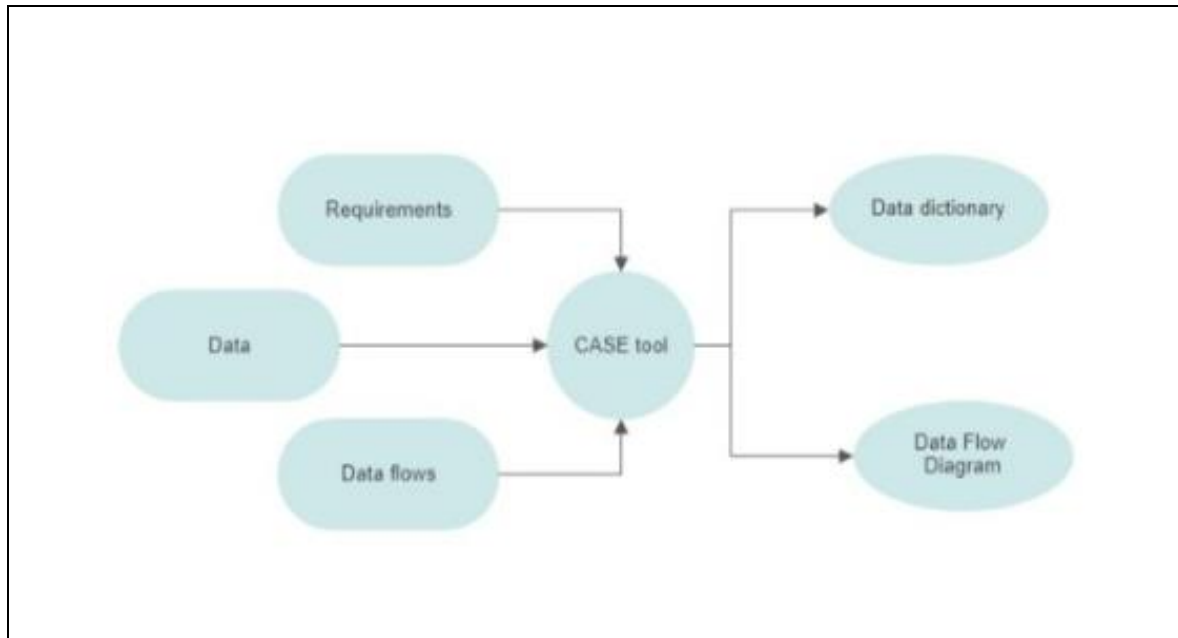 Requirements
Data dictionary
Data
CASE tool
Data flows
Data Flow
Diagram